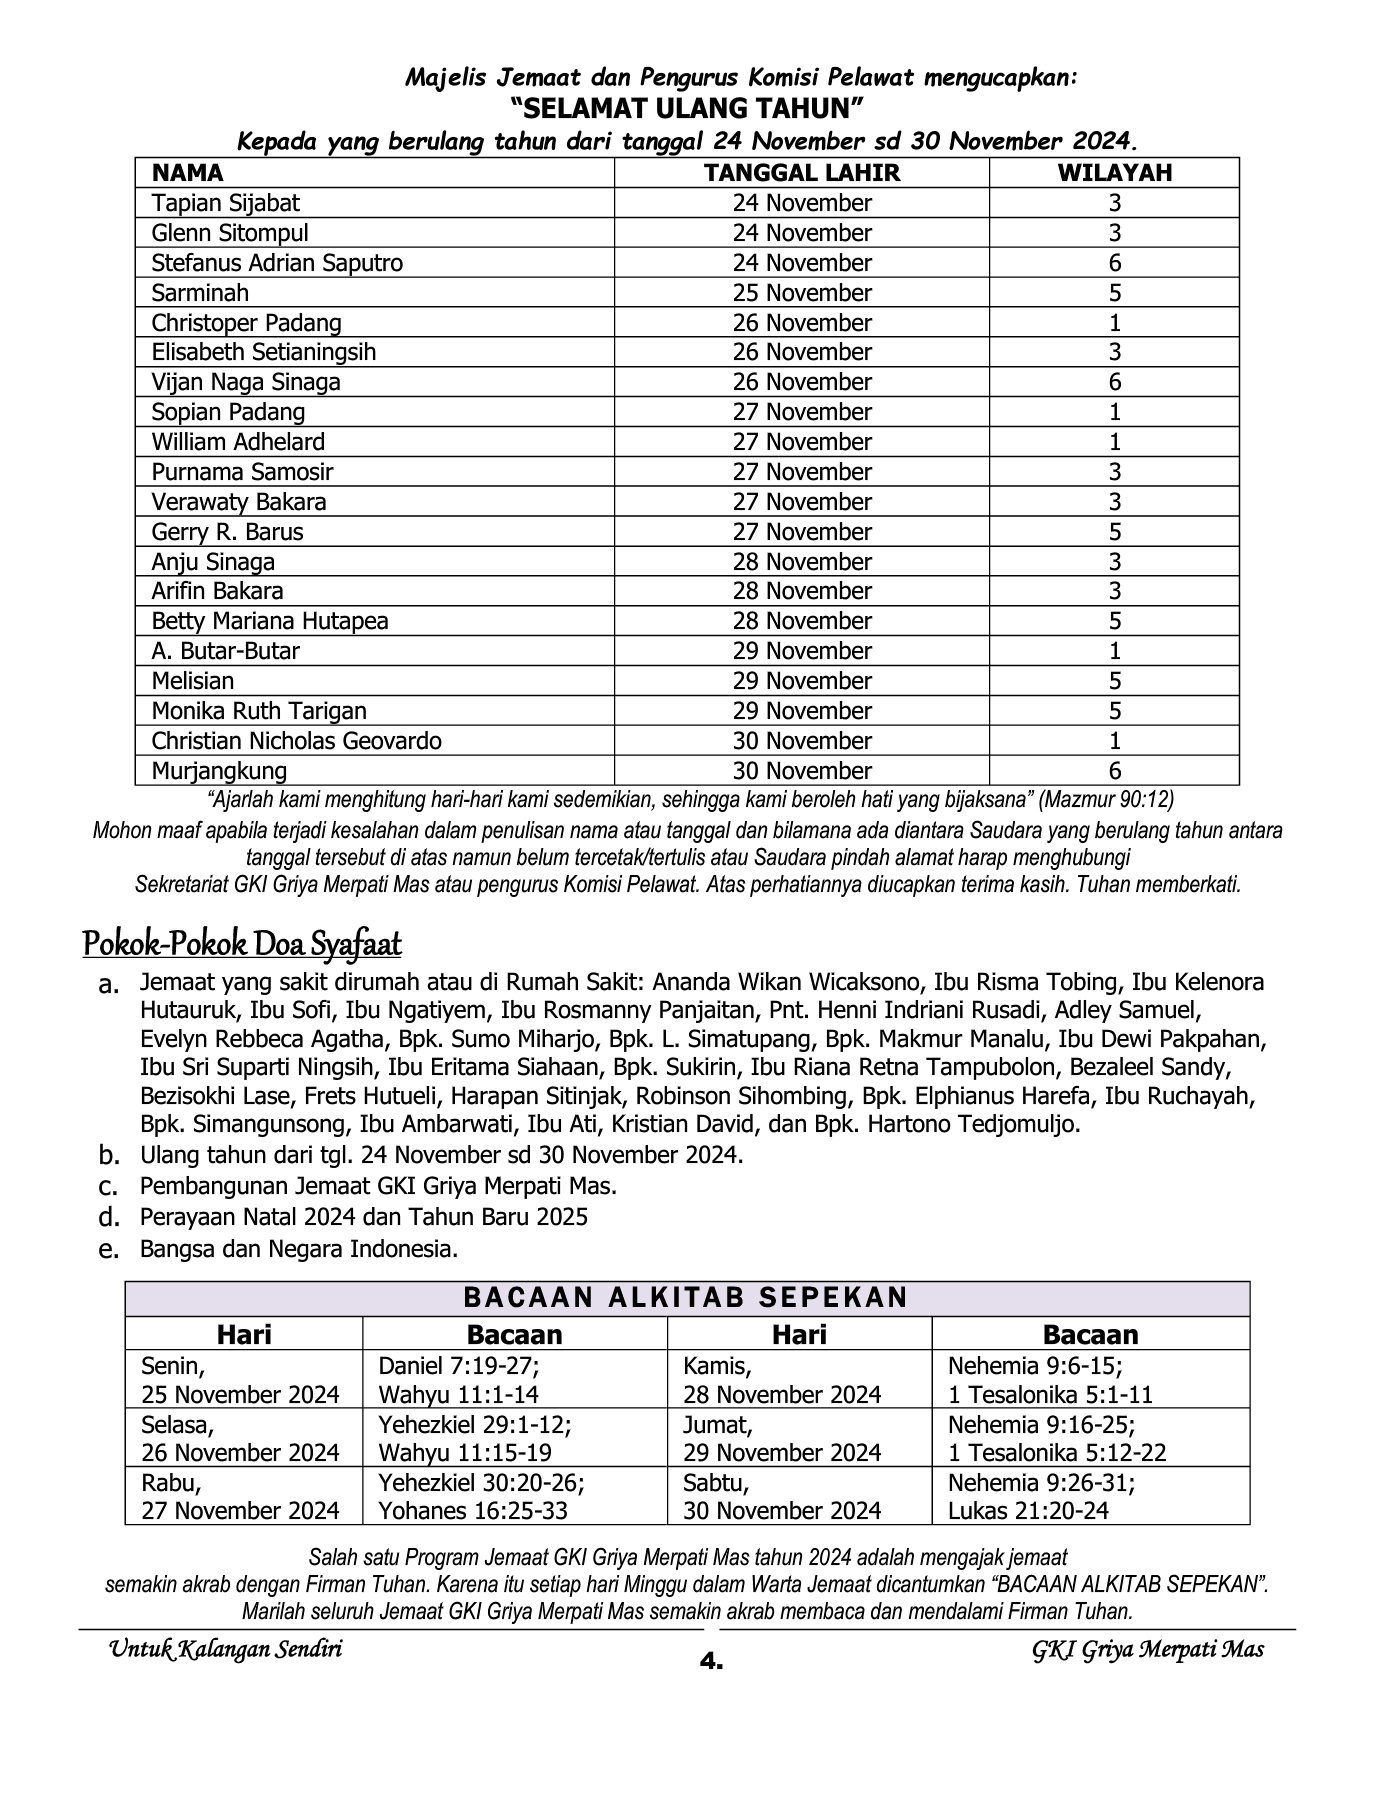 Majelis Jemaat dan Pengurus Komisi Pelawat mengucapkan:
“SELAMAT ULANG TAHUN”
Kepada yang berulang tahun dari tanggal 24 November sd 30 November 2024.
NAMA TANGGAL LAHIR WILAYAH
Tapian Sijabat 24 November 3
Glenn Sitompul 24 November 3
Stefanus Adrian Saputro 24 November 6
Sarminah 25 November 5
Christoper Padang 26 November 1
Elisabeth Setianingsih 26 November 3
Vijan Naga Sinaga 26 November 6
Sopian Padang 27 November 1
William Adhelard 27 November 1
Purnama Samosir 27 November 3
Verawaty Bakara 27 November 3
Gerry R. Barus 27 November 5
Anju Sinaga 28 November 3
Arifin Bakara 28 November 3
Betty Mariana Hutapea 28 November 5
A. Butar-Butar 29 November 1
Melisian 29 November 5
Monika Ruth Tarigan 29 November 5
Christian Nicholas Geovardo 30 November 1
Murjangkung 30 November 6
“Ajarlah kami menghitung hari-hari kami sedemikian, sehingga kami beroleh hati yang bijaksana” (Mazmur 90:12)
Mohon maaf apabila terjadi kesalahan dalam penulisan nama atau tanggal dan bilamana ada diantara Saudara yang berulang tahun antara
tanggal tersebut di atas namun belum tercetak/tertulis atau Saudara pindah alamat harap menghubungi
Sekretariat GKI Griya Merpati Mas atau pengurus Komisi Pelawat. Atas perhatiannya diucapkan terima kasih. Tuhan memberkati.
Pokok-Pokok Doa Syafaat
a. Jemaat yang sakit dirumah atau di Rumah Sakit: Ananda Wikan Wicaksono, Ibu Risma Tobing, Ibu Kelenora
Hutauruk, Ibu Sofi, Ibu Ngatiyem, Ibu Rosmanny Panjaitan, Pnt. Henni Indriani Rusadi, Adley Samuel,
Evelyn Rebbeca Agatha, Bpk. Sumo Miharjo, Bpk. L. Simatupang, Bpk. Makmur Manalu, Ibu Dewi Pakpahan,
Ibu Sri Suparti Ningsih, Ibu Eritama Siahaan, Bpk. Sukirin, Ibu Riana Retna Tampubolon, Bezaleel Sandy,
Bezisokhi Lase, Frets Hutueli, Harapan Sitinjak, Robinson Sihombing, Bpk. Elphianus Harefa, Ibu Ruchayah,
Bpk. Simangunsong, Ibu Ambarwati, Ibu Ati, Kristian David, dan Bpk. Hartono Tedjomuljo.
b. Ulang tahun dari tgl. 24 November sd 30 November 2024.
c. Pembangunan Jemaat GKI Griya Merpati Mas.
d. Perayaan Natal 2024 dan Tahun Baru 2025
e. Bangsa dan Negara Indonesia.
BACAAN ALKITAB SEPEKAN
Hari Bacaan Hari Bacaan
Senin, Daniel 7:19-27; Kamis, Nehemia 9:6-15;
25 November 2024 Wahyu 11:1-14 28 November 2024 1 Tesalonika 5:1-11
Selasa, Yehezkiel 29:1-12; Jumat, Nehemia 9:16-25;
26 November 2024 Wahyu 11:15-19 29 November 2024 1 Tesalonika 5:12-22
Rabu, Yehezkiel 30:20-26; Sabtu, Nehemia 9:26-31;
27 November 2024 Yohanes 16:25-33 30 November 2024 Lukas 21:20-24
Salah satu Program Jemaat GKI Griya Merpati Mas tahun 2024 adalah mengajak jemaat
semakin akrab dengan Firman Tuhan. Karena itu setiap hari Minggu dalam Warta Jemaat dicantumkan “BACAAN ALKITAB SEPEKAN”.
Marilah seluruh Jemaat GKI Griya Merpati Mas semakin akrab membaca dan mendalami Firman Tuhan.
Untuk Kalangan Sendiri 4. GKI Griya Merpati Mas